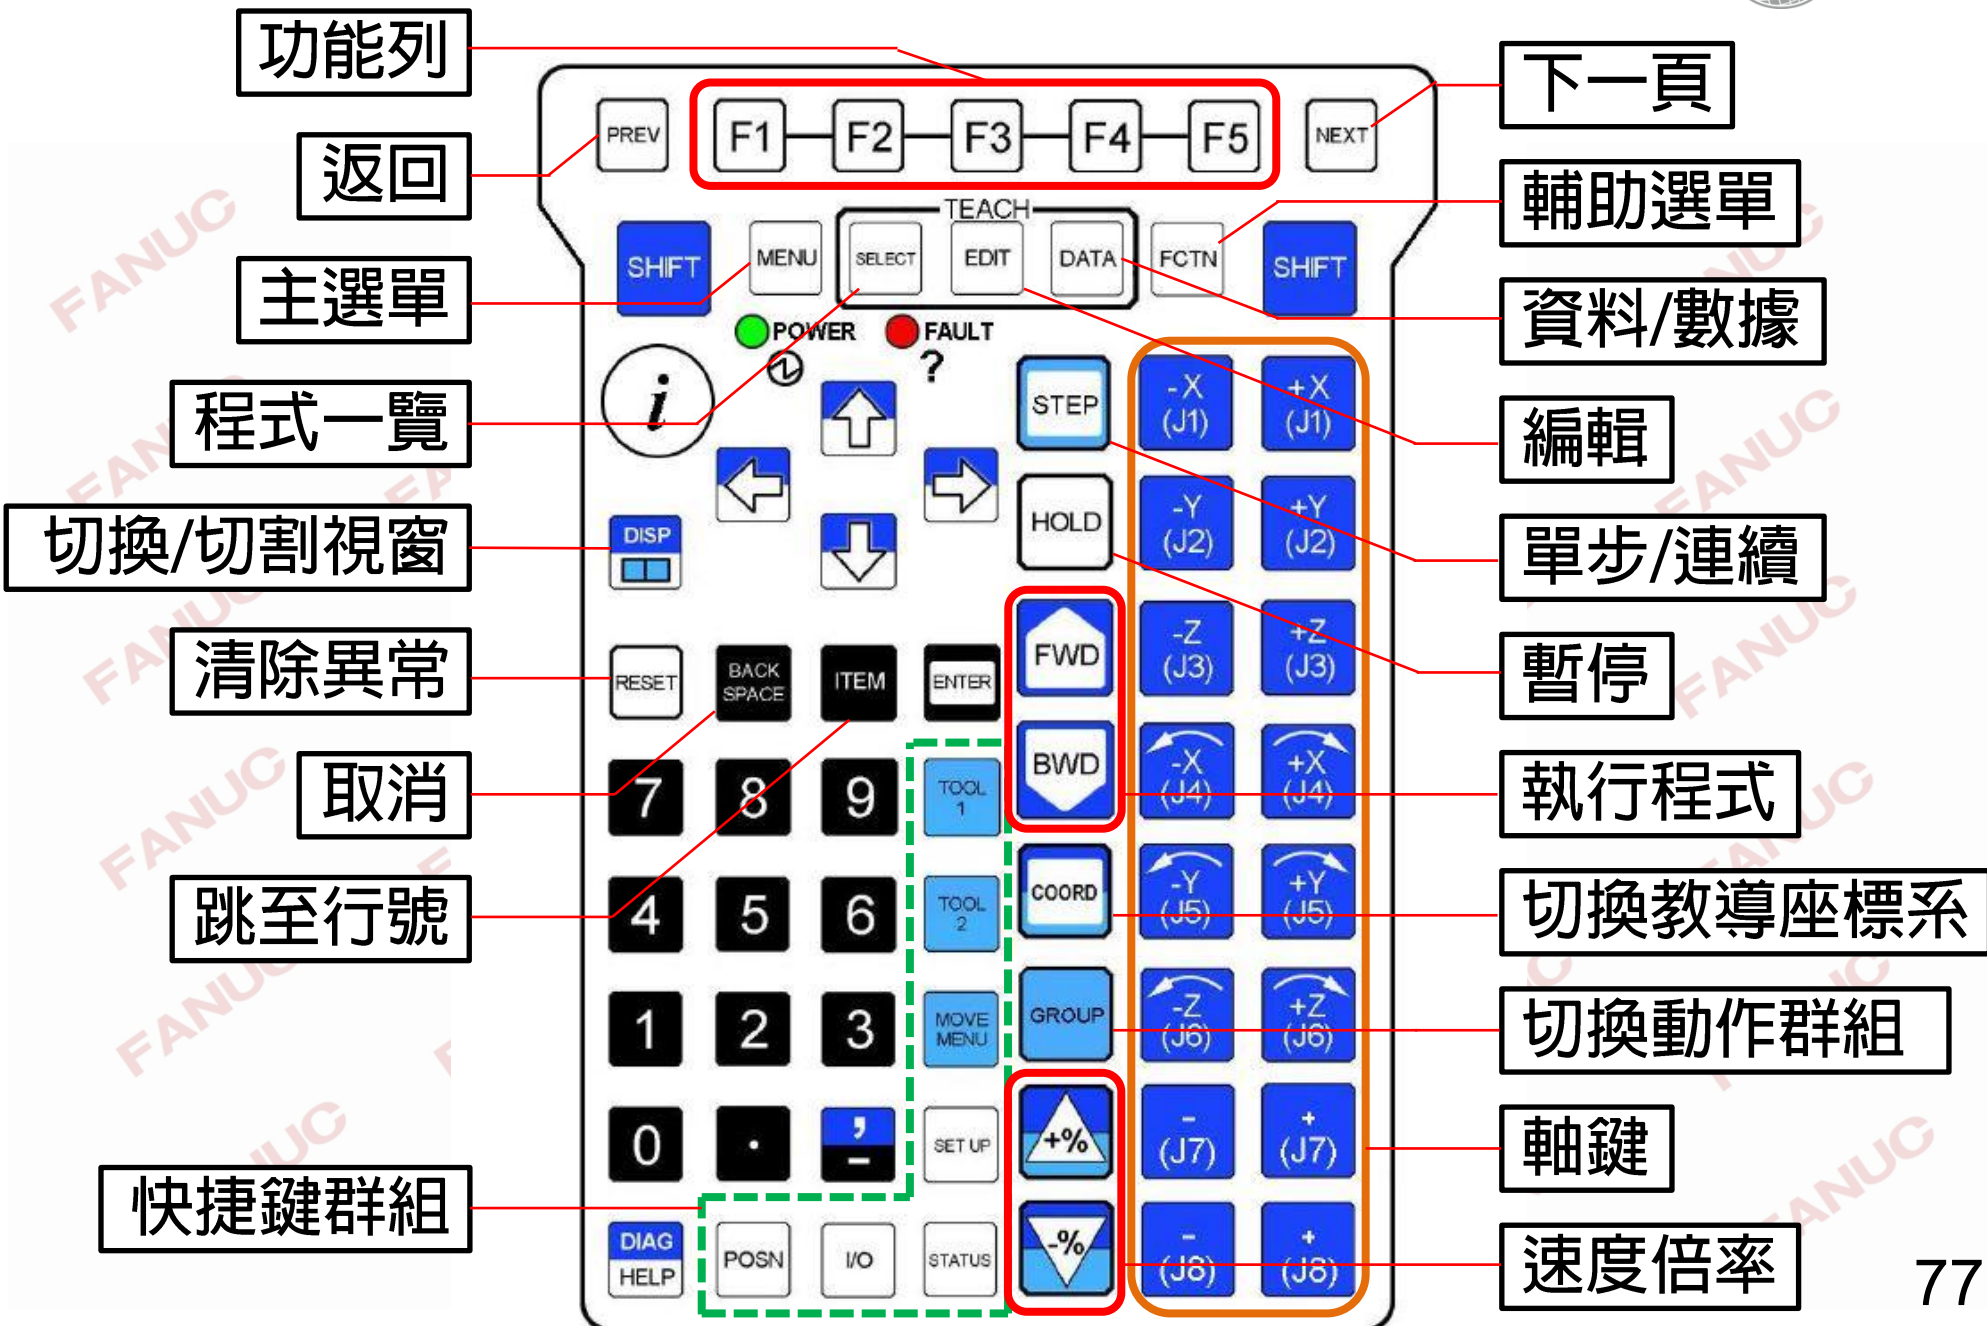 功能列
下一頁
PREV
F1
F2
F3
F4
F5
NEXT
返回
輔助選單
TEACH
SHIFT
MENU
SELECT
EDIT
DATA
FCTN
SHIFT
主選單
資料/數據
POWER
FAULT
?
i
STEP
-X
(J1)
+X
(J1)
程式一覽
編輯
DISP
HOLD
-Y
(J2)
+Y
(J2)
切換/切割視窗
單步/連續
RESET
BACK
SPACE
ITEM
ENTER
FWD
-Z
(J3)
+Z
(J3)
清除異常
暫停
BWD
-X
(J4)
+X
(J4)
取消
執行程式
7
8
9
TOOL
1
跳至行號
4
5
6
TOOL
2
COORD
-Y
(J5)
+Y
(J5)
切換教導座標系
1
2
3
MOVE
MENU
GROUP
-Z
(J6)
+Z
(J6)
切換動作群組
0
.
,
-
SET UP
+%
-
(J7)
+
(J7)
軸鍵
快捷鍵群組
DIAG
HELP
POSN
I/O
STATUS
-%
-
(J8)
+
(J8)
速度倍率
77
FANUC
FANUC
FANUC
FANUC
FANUC
FANUC
FANUC